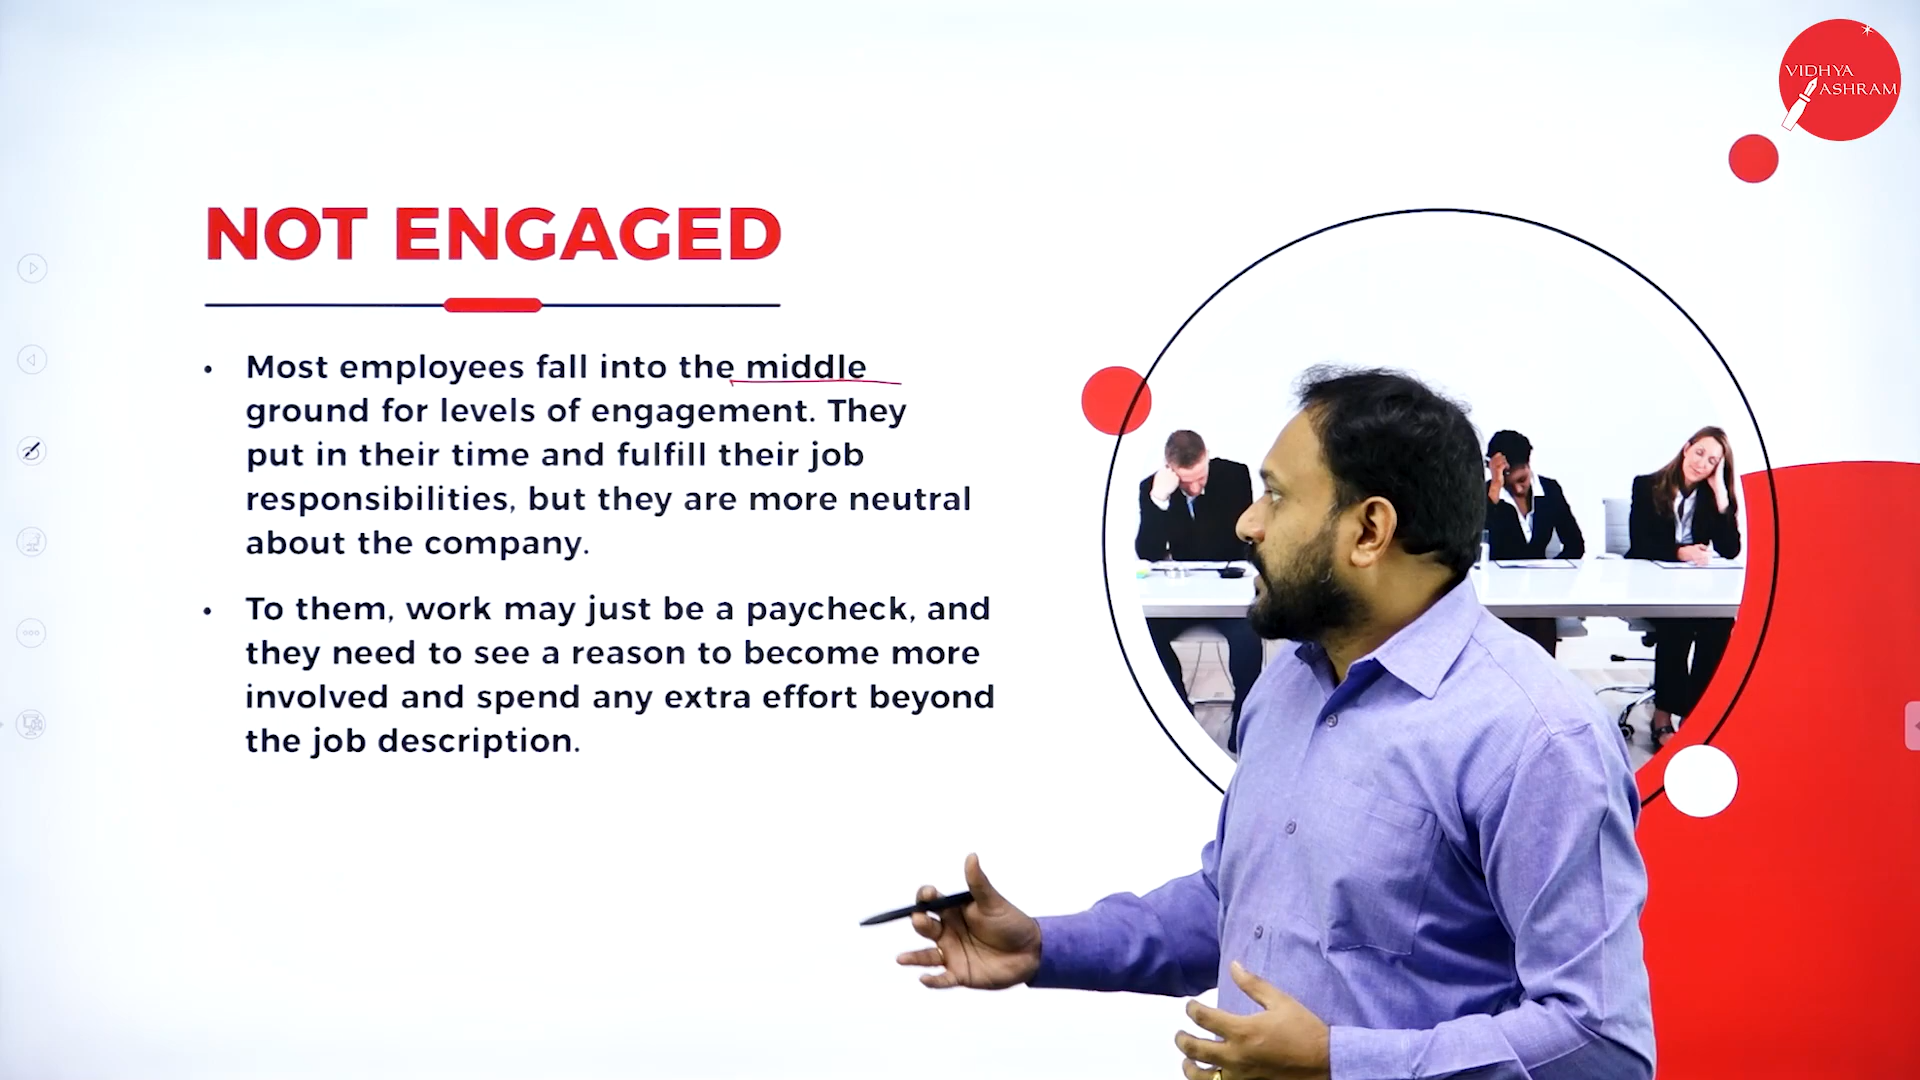 VIDHYA
ASHRAM
NOT ENGAGED
• Most employees fall into the middle
ground for levels of engagement. They
put in their time and fulfill their job
responsibilities, but they are more neutral
about the company.
• To them, work may just be a paycheck, and
they need to see a reason to become more
involved and spend any extra effort beyond
the job description.